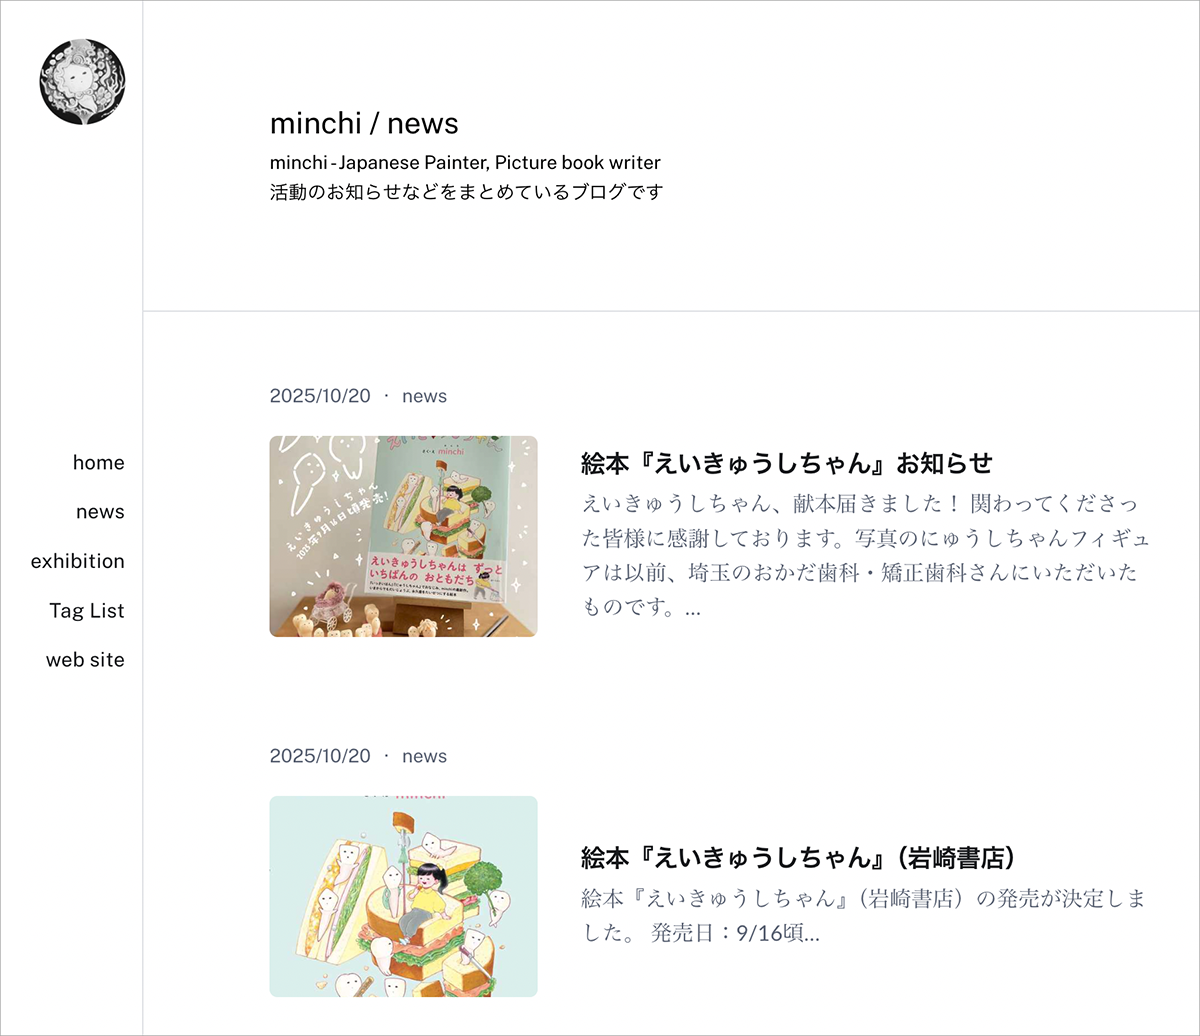 minchi / news
minchi - Japanese Painter, Picture book writer
活動のお知らせなどをまとめているブログです
home
news
exhibition
Tag List
web site
2025/10/20 · news
さく・え minchi
えいきゅうしちゃん
2025年9月16日頃発売!
えいきゅうしちゃんは ずっと
いちばんの おともだち
絵本『えいきゅうしちゃん』お知らせ
えいきゅうしちゃん、献本届きました！ 関わってくださっ
た皆様に感謝しております。写真のにゅうしちゃんフィギュ
アは以前、埼玉のおかだ歯科・矯正歯科さんにいただいた
ものです。...
2025/10/20 · news
minchi
絵本『えいきゅうしちゃん』（岩崎書店）
絵本『えいきゅうしちゃん』（岩崎書店）の発売が決定しま
した。 発売日：9/16頃...